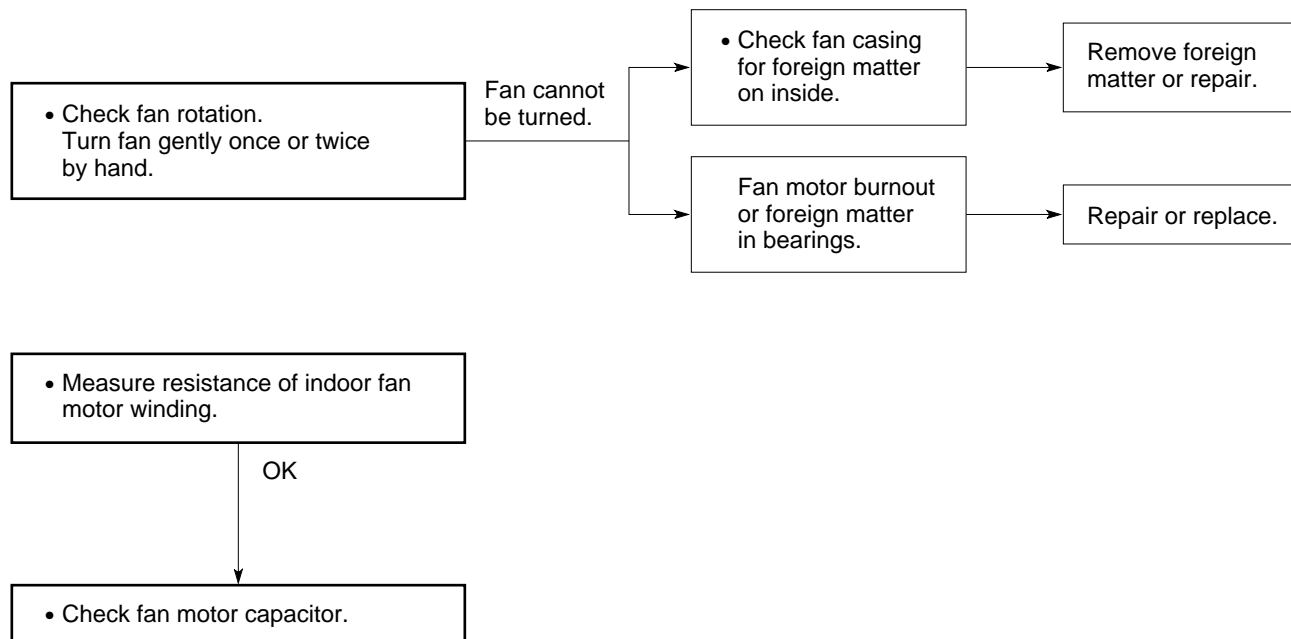 • Check fan rotation.
Turn fan gently once or twice
by hand.
Fan cannot
be turned.
• Check fan casing
for foreign matter
on inside.
Remove foreign
matter or repair.
Fan motor burnout
or foreign matter
in bearings.
Repair or replace.
• Measure resistance of indoor fan
motor winding.
OK
• Check fan motor capacitor.